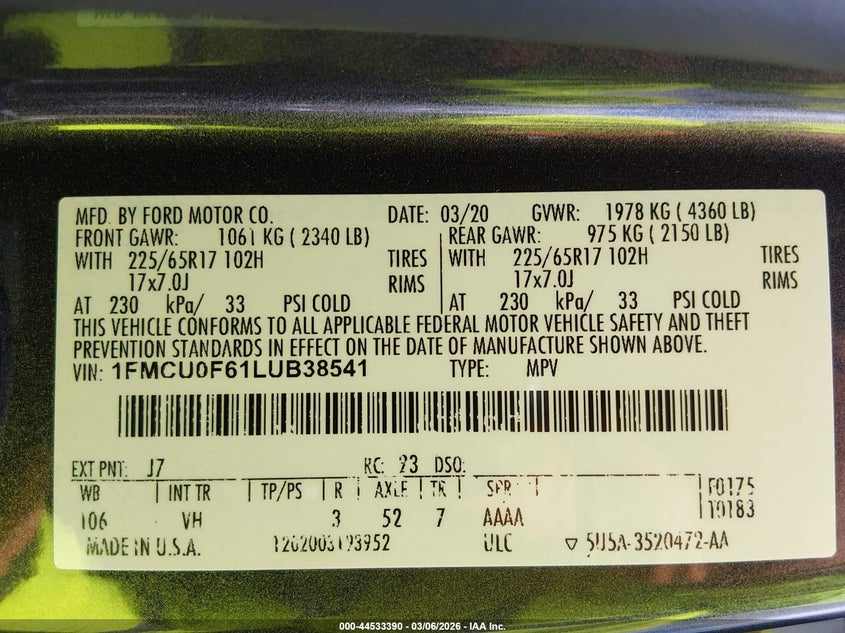 MFD. BY FORD MOTOR CO. DATE: 03/20 GVWR: 1978 KG ( 4360 LB)
FRONT GAWR: 1061 KG ( 2340 LB) REAR GAWR: 975 KG ( 2150 LB)
WITH 225/65R17 102H TIRES WITH 225/65R17 102H TIRES
17x7.0J RIMS 17x7.0J RIMS
AT 230 kPa/ 33 PSI COLD AT 230 kPa/ 33 PSI COLD
THIS VEHICLE CONFORMS TO ALL APPLICABLE FEDERAL MOTOR VEHICLE SAFETY AND THEFT
PREVENTION STANDARDS IN EFFECT ON THE DATE OF MANUFACTURE SHOWN ABOVE.
VIN: 1FMCU0F61LUB38541 TYPE: MPV
EXT PNT: J7 RC: 23 DSO:
WB INT TR TP/PS R AXLE TR SPR F0175
106 VH 3 52 7 AAAA T0183
MADE IN U.S.A. ULC 5U5A-3520472-AA
000-44533390 - 03/06/2026 - IAA Inc.